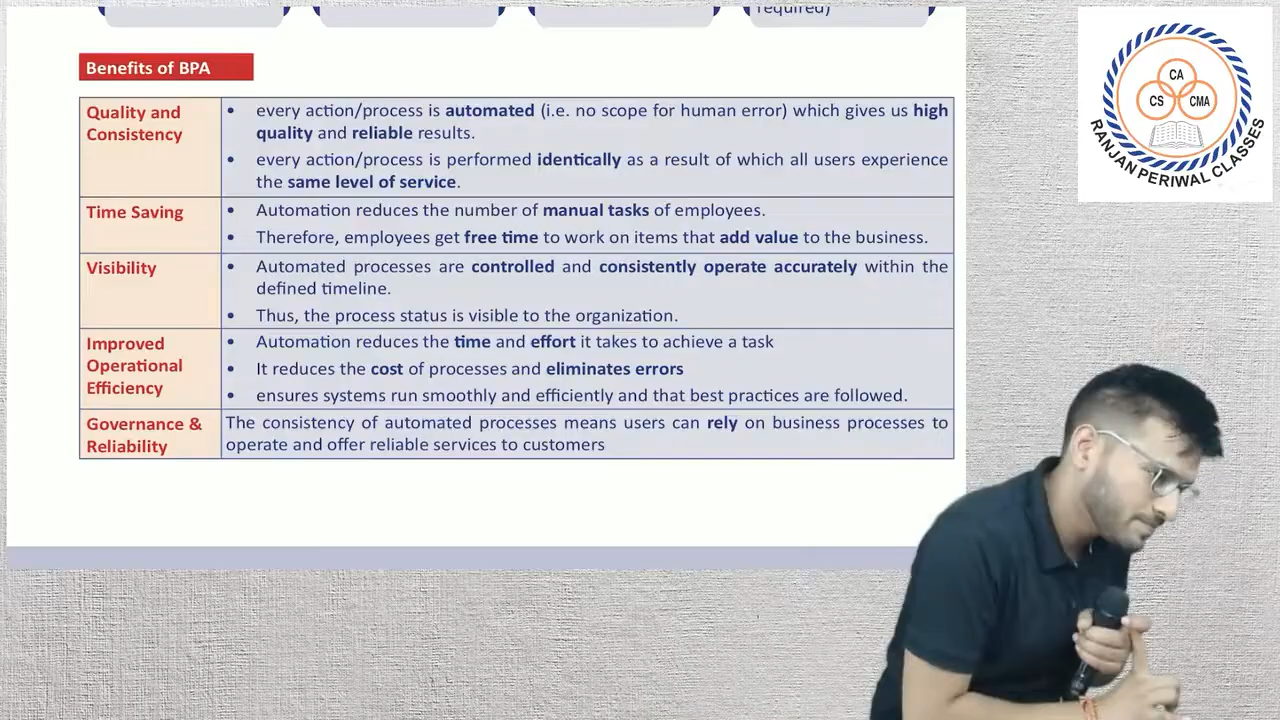 required)
Benefits of BPA
Quality and
Consistency
• process is automated (i.e. no scope for human error) which gives us high
quality and reliable results.
• every action/process is performed identically as a result of which all users experience
the same of service.
Time Saving
• Automation reduces the number of manual tasks of employees.
• Therefore, employees get free time to work on items that add value to the business.
Visibility
• Automated processes are controlled and consistently operate accurately within the
defined timeline.
• Thus, the process status is visible to the organization.
Improved
Operational
Efficiency
• Automation reduces the time and effort it takes to achieve a task
• It reduces the cost of processes and eliminates errors
• ensures systems run smoothly and efficiently and that best practices are followed.
Governance &
Reliability
The consistency of automated processes means users can rely on business processes to
operate and offer reliable services to customers
CA
CS
CMA
RANJAN PERIWAL CLASSES